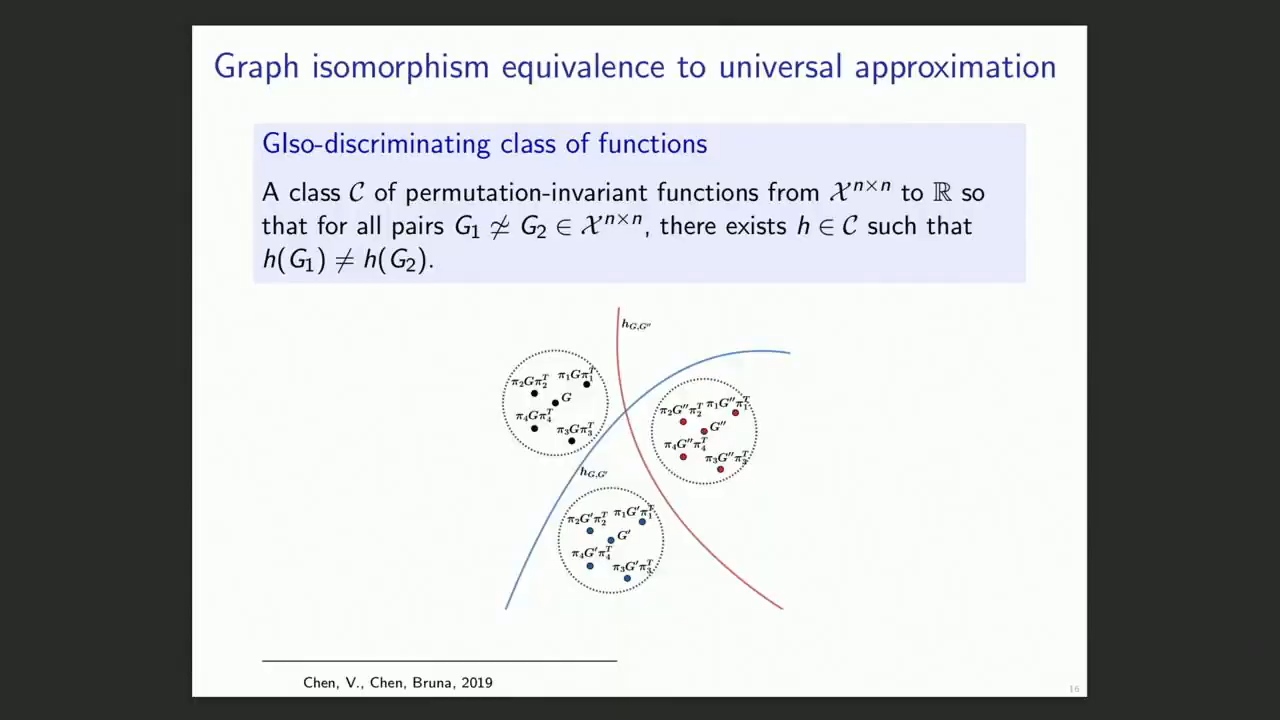 Graph isomorphism equivalence to universal approximation
GIso-discriminating class of functions
A class 𝒞 of permutation-invariant functions from 𝒳ⁿˣⁿ to ℝ so
that for all pairs G₁ ≄ G₂ ∈ 𝒳ⁿˣⁿ, there exists h ∈ 𝒞 such that
h(G₁) ≠ h(G₂).
h_{G,G''}
π₂Gπ₂ᵀ π₁Gπ₁ᵀ
G
π₄Gπ₄ᵀ
π₃Gπ₃ᵀ
π₂G''π₂ᵀ π₁G''π₁ᵀ
G''
π₄G''π₄ᵀ
π₃G''π₃ᵀ
h_{G,G'}
π₂G'π₂ᵀ π₁G'π₁ᵀ
G'
π₄G'π₄ᵀ
π₃G'π₃ᵀ
Chen, V., Chen, Bruna, 2019
16